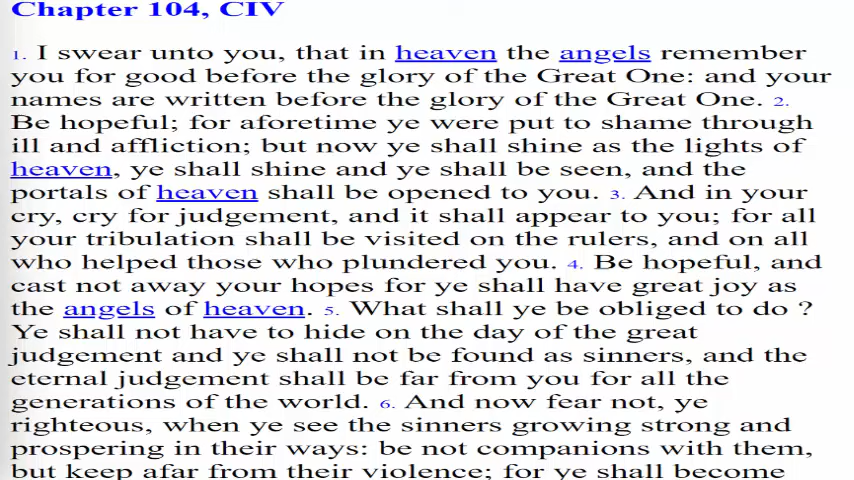 Chapter 104, CIV
1. I swear unto you, that in heaven the angels remember
you for good before the glory of the Great One: and your
names are written before the glory of the Great One. 2.
Be hopeful; for aforetime ye were put to shame through
ill and affliction; but now ye shall shine as the lights of
heaven, ye shall shine and ye shall be seen, and the
portals of heaven shall be opened to you. 3. And in your
cry, cry for judgement, and it shall appear to you; for all
your tribulation shall be visited on the rulers, and on all
who helped those who plundered you. 4. Be hopeful, and
cast not away your hopes for ye shall have great joy as
the angels of heaven. 5. What shall ye be obliged to do ?
Ye shall not have to hide on the day of the great
judgement and ye shall not be found as sinners, and the
eternal judgement shall be far from you for all the
generations of the world. 6. And now fear not, ye
righteous, when ye see the sinners growing strong and
prospering in their ways: be not companions with them,
but keep afar from their violence; for ye shall become